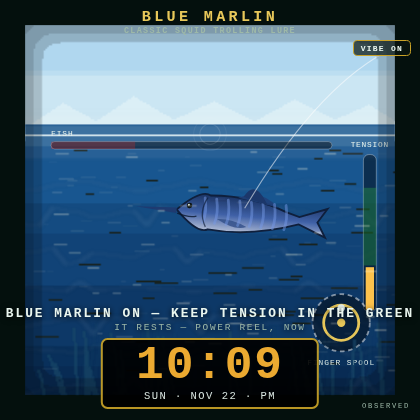 BLUE MARLIN
CLASSIC SQUID TROLLING LURE
VIBE ON
FISH
TENSION
BLUE MARLIN ON — KEEP TENSION IN THE GREEN
IT RESTS — POWER REEL, NOW
NGER SPOOL
10:09
SUN · NOV 22 · PM
OBSERVED